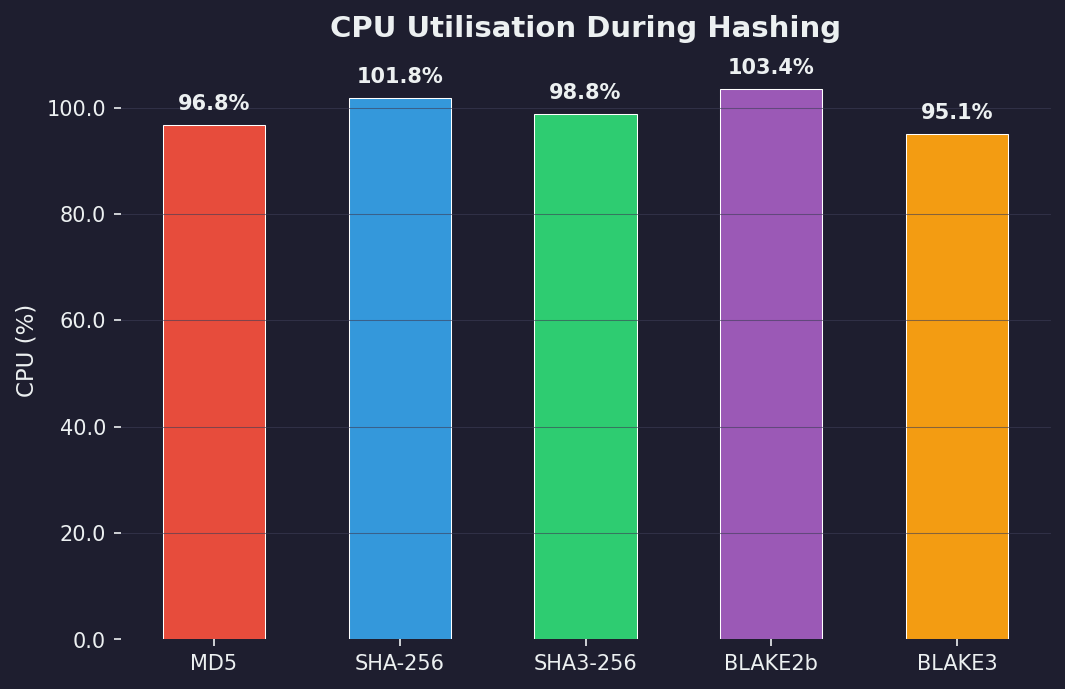 CPU Utilisation During Hashing
96.8%
101.8%
98.8%
103.4%
95.1%
CPU (%)
100.0
80.0
60.0
40.0
20.0
0.0
MD5
SHA-256
SHA3-256
BLAKE2b
BLAKE3